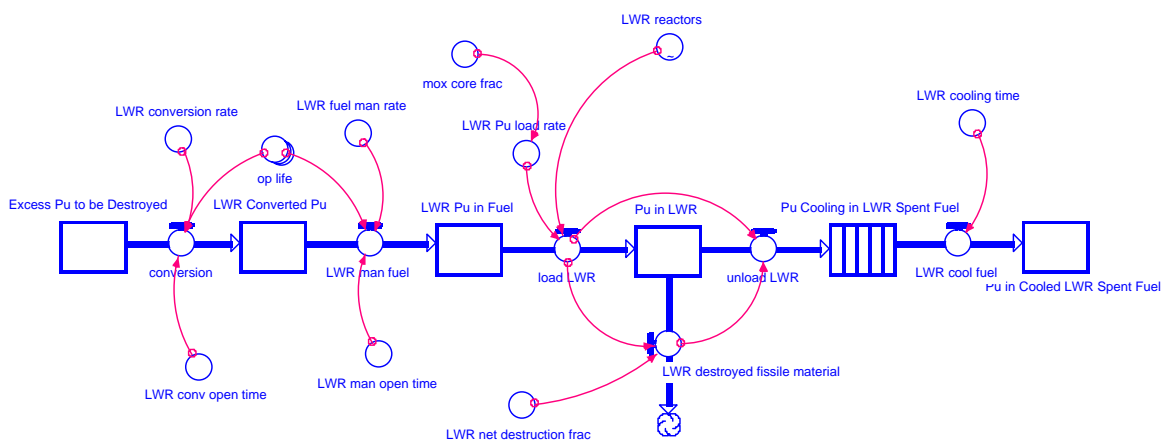 LWR reactors
mox core frac
LWR cooling time
LWR conversion rate
LWR fuel man rate
LWR Pu load rate
op life
Excess Pu to be Destroyed
LWR Converted Pu
LWR Pu in Fuel
Pu in LWR
Pu Cooling in LWR Spent Fuel
conversion
LWR man fuel
load LWR
unload LWR
LWR cool fuel
Pu in Cooled LWR Spent Fuel
LWR destroyed fissile material
LWR man open time
LWR conv open time
LWR net destruction frac
~